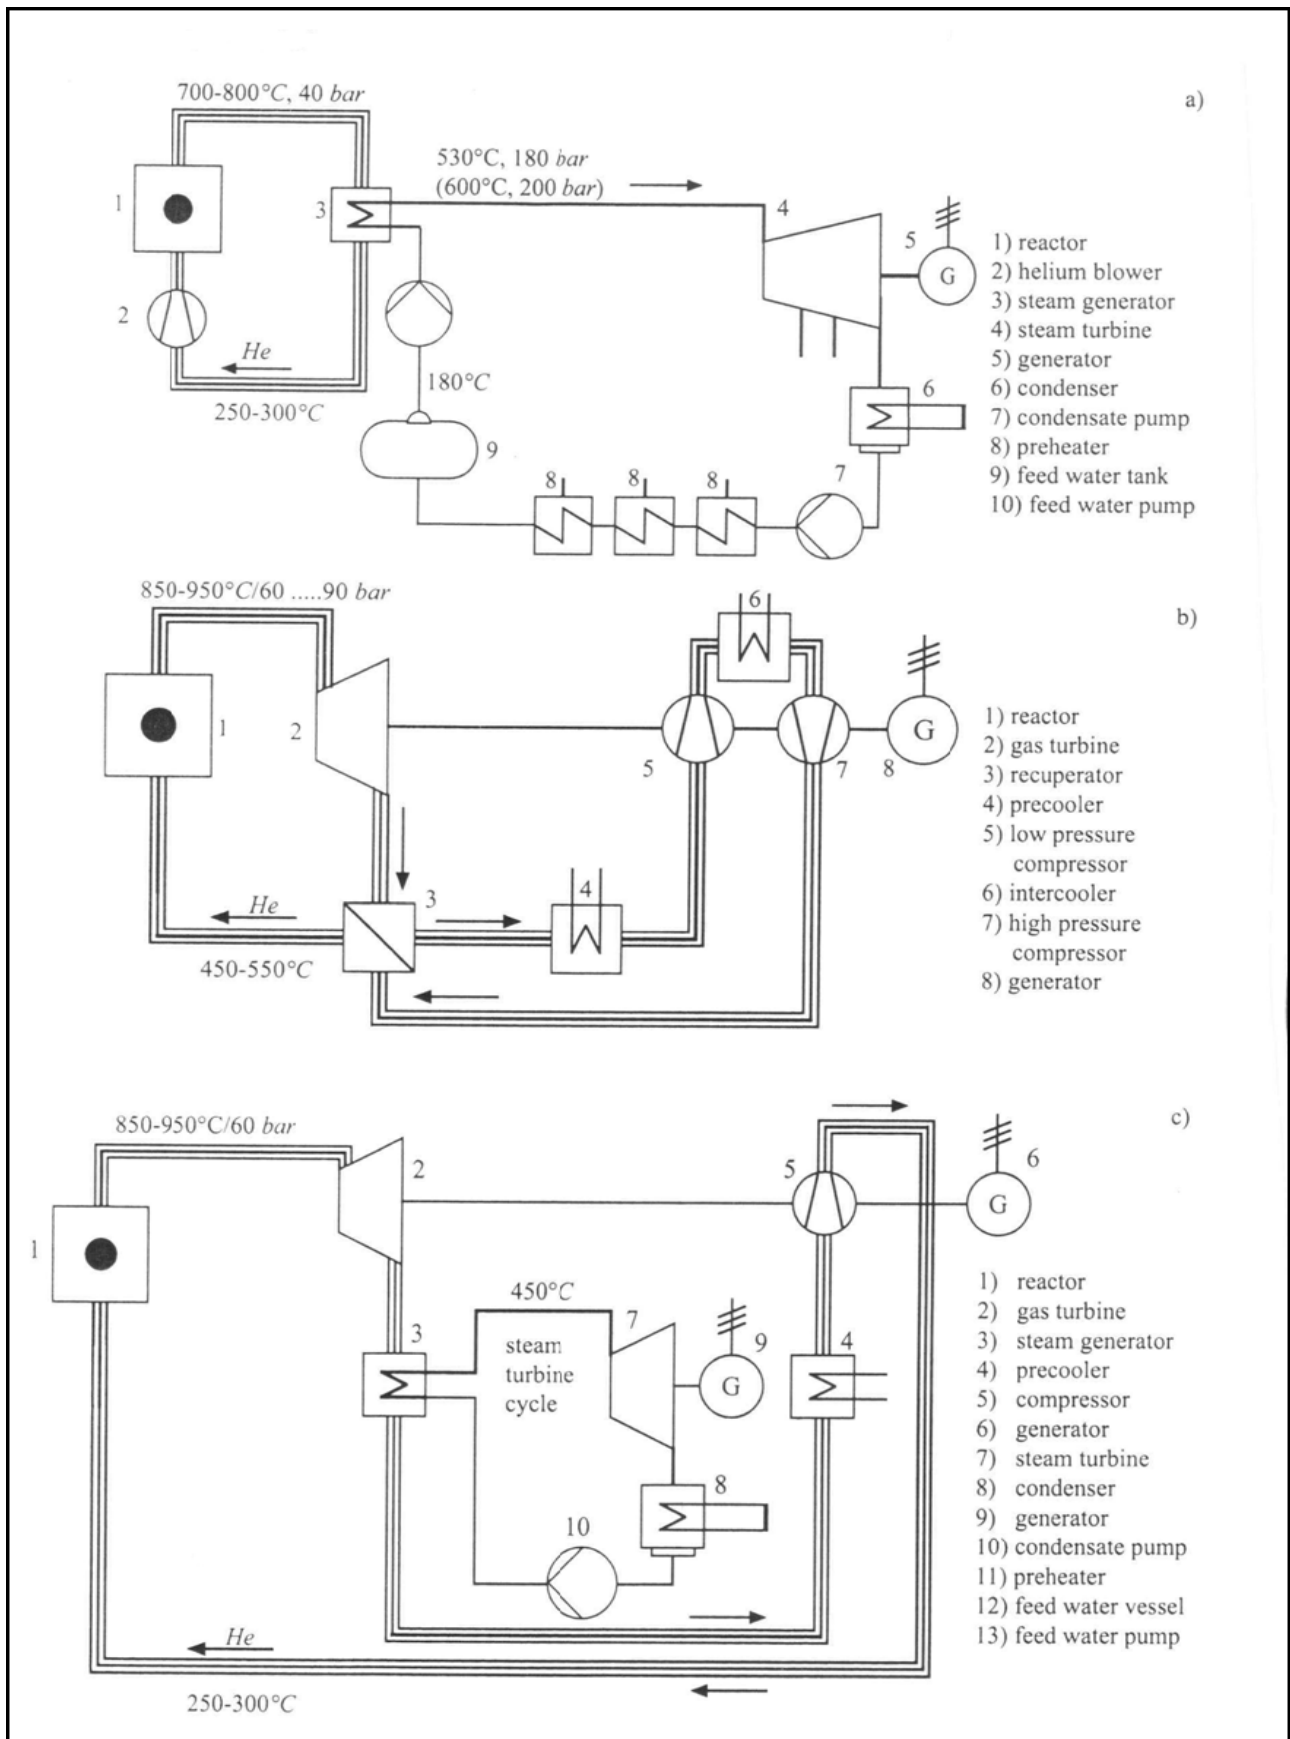 a)
700-800°C, 40 bar
530°C, 180 bar
(600°C, 200 bar)
1
3
4
5
G
2
He
250-300°C
180°C
6
9
8
8
8
7
1) reactor
2) helium blower
3) steam generator
4) steam turbine
5) generator
6) condenser
7) condensate pump
8) preheater
9) feed water tank
10) feed water pump
b)
850-950°C/60 .....90 bar
6
1
2
5
7
8
G
He
3
4
450-550°C
1) reactor
2) gas turbine
3) recuperator
4) precooler
5) low pressure
compressor
6) intercooler
7) high pressure
compressor
8) generator
c)
850-950°C/60 bar
2
5
6
G
1
450°C
3
7
9
4
steam
turbine
cycle
G
8
10
He
250-300°C
1) reactor
2) gas turbine
3) steam generator
4) precooler
5) compressor
6) generator
7) steam turbine
8) condenser
9) generator
10) condensate pump
11) preheater
12) feed water vessel
13) feed water pump